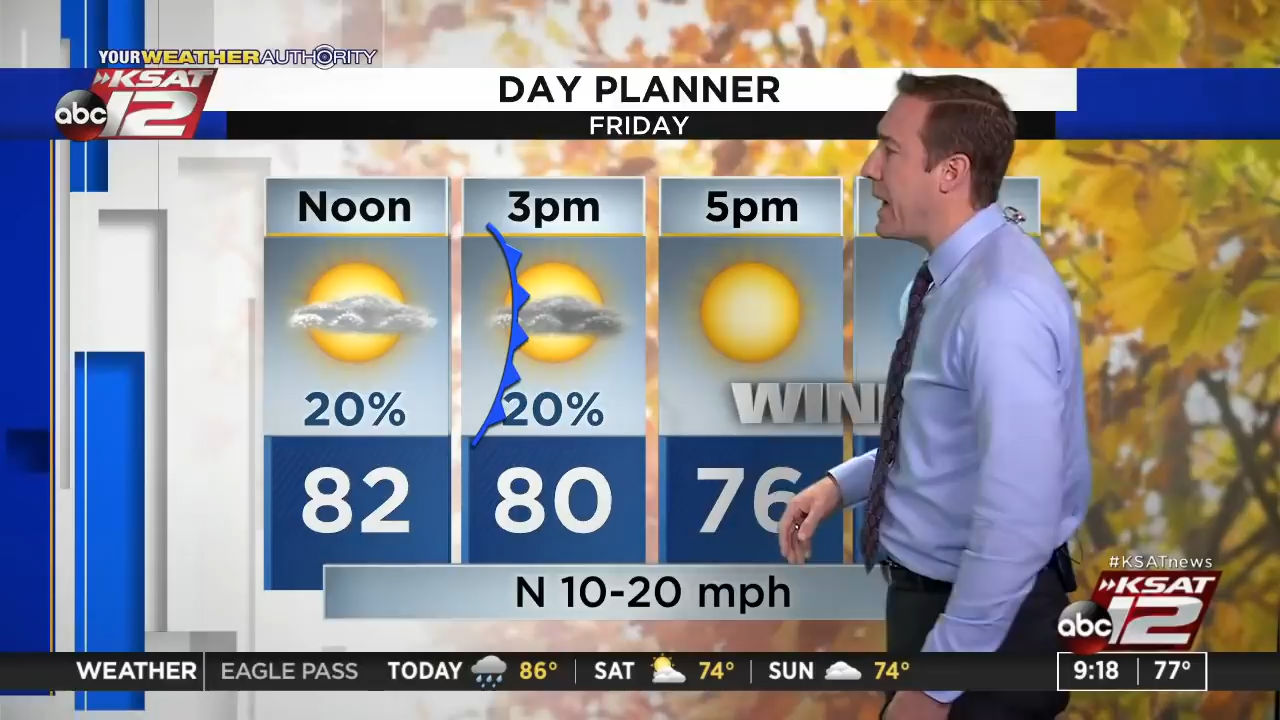 YOUR WEATHER AUTHORITY
KSAT
abc 12
DAY PLANNER
FRIDAY
Noon 3pm 5pm
20% 20%
WIN
82 80 76
N 10-20 mph
#KSATnews
KSAT
abc 12
WEATHER EAGLE PASS TODAY 86° SAT 74° SUN 74° 9:18 77°